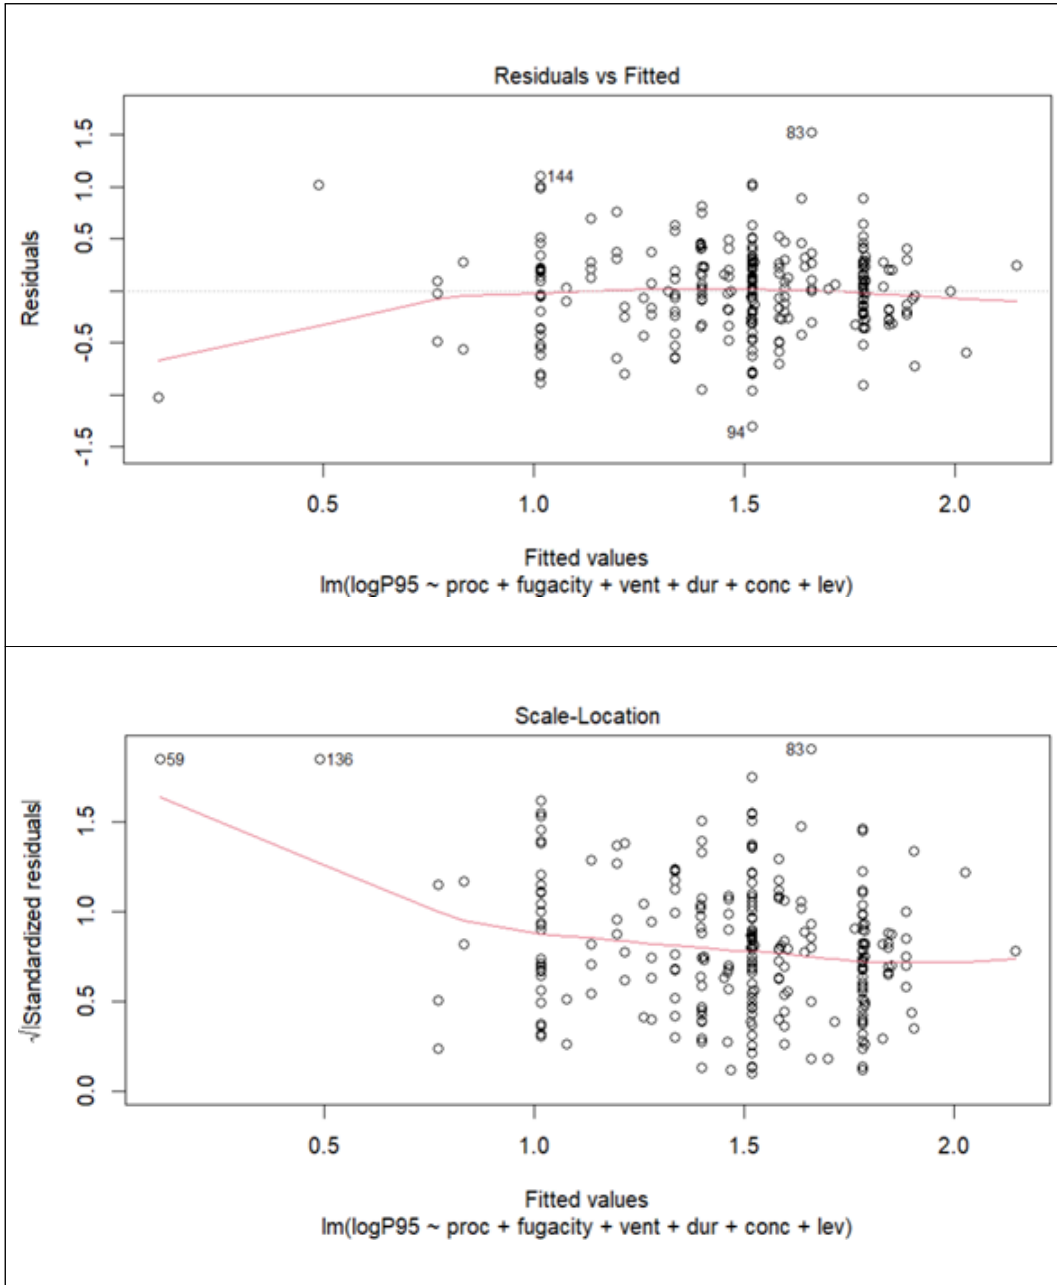 Residuals vs Fitted
1.5
1.0
0.5
-0.5
-1.5
Residuals
83
144
94
0.5 1.0 1.5 2.0
Fitted values
lm(logP95 ~ proc + fugacity + vent + dur + conc + lev)
Scale-Location
1.5
1.0
0.5
0.0
√|Standardized residuals|
59
136
83
0.5 1.0 1.5 2.0
Fitted values
lm(logP95 ~ proc + fugacity + vent + dur + conc + lev)